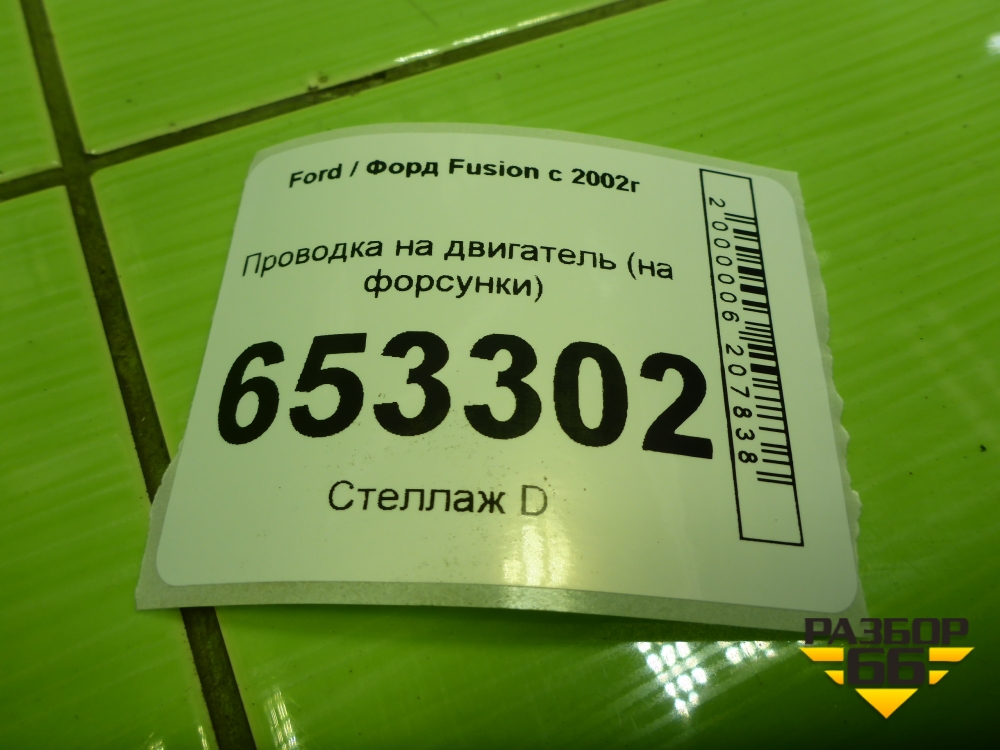 Ford / Форд Fusion с 2002г
Проводка на двигатель (на
форсунки)
653302
Стеллаж D
2000006207838
РАЗБОР
66